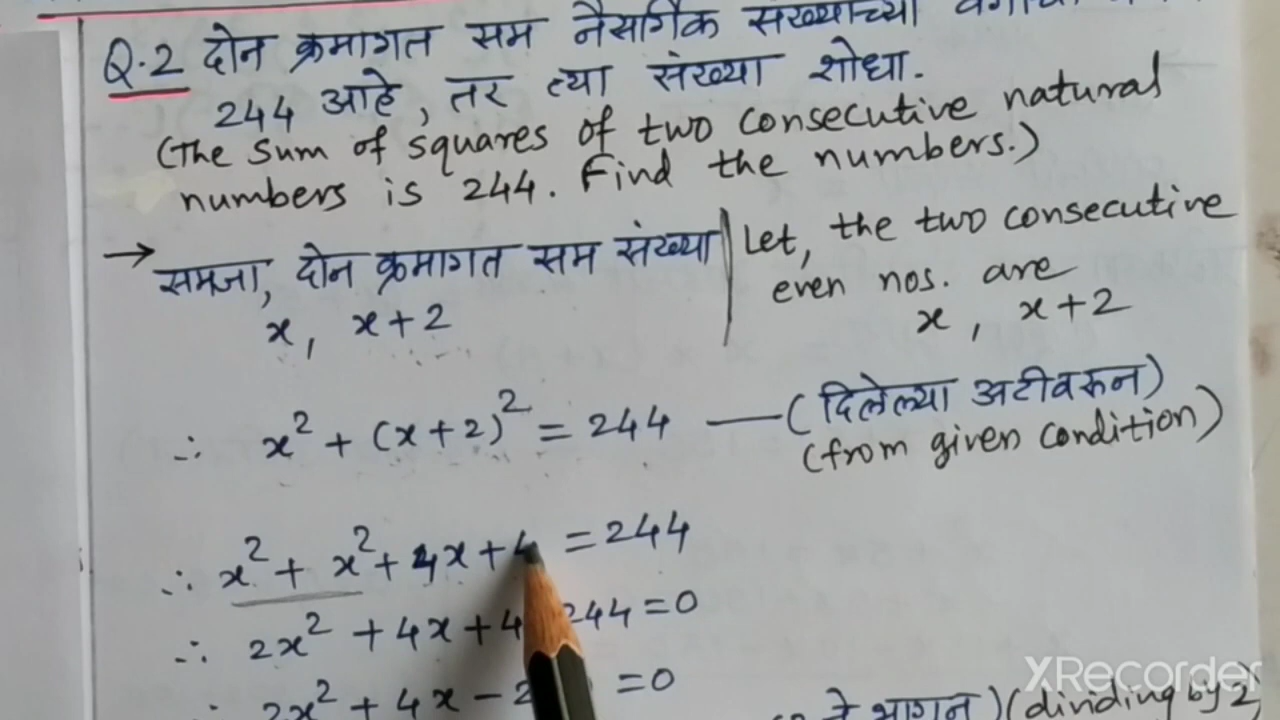 Q.2 दोन क्रमागत सम नैसर्गिक संख्यांच्या
244 आहे, तर त्या संख्या शोधा.
(The Sum of squares of two consecutive natural
numbers is 244. Find the numbers.)
→ समजा, दोन क्रमागत सम संख्या
x, x+2
Let, the two consecutive
even nos. are
x, x+2
∴ x² + (x+2)² = 244 — (दिलेल्या अटीवरून)
(from given condition)
∴ x² + x² + 4x + 4 = 244
∴ 2x² + 4x + 4 244 = 0
∴ 2x² + 4x - 2 = 0
ने भागून) (dividing by 2)
XRecorder